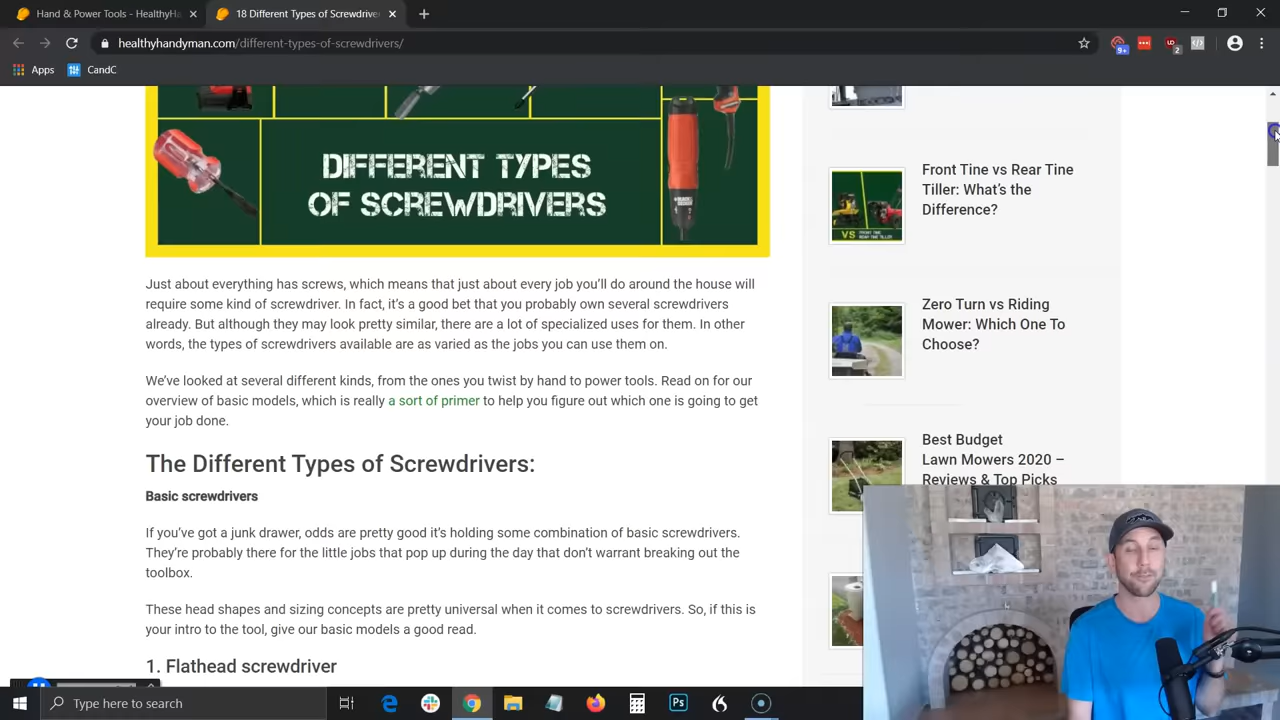 Hand & Power Tools - HealthyHa
18 Different Types of Screwdriver
healthyhandyman.com/different-types-of-screwdrivers/
9+
2
Apps
CandC
DIFFERENT TYPES
OF SCREWDRIVERS
Just about everything has screws, which means that just about every job you'll do around the house will
require some kind of screwdriver. In fact, it's a good bet that you probably own several screwdrivers
already. But although they may look pretty similar, there are a lot of specialized uses for them. In other
words, the types of screwdrivers available are as varied as the jobs you can use them on.
We've looked at several different kinds, from the ones you twist by hand to power tools. Read on for our
overview of basic models, which is really a sort of primer to help you figure out which one is going to get
your job done.
The Different Types of Screwdrivers:
Basic screwdrivers
If you've got a junk drawer, odds are pretty good it's holding some combination of basic screwdrivers.
They're probably there for the little jobs that pop up during the day that don't warrant breaking out the
toolbox.
These head shapes and sizing concepts are pretty universal when it comes to screwdrivers. So, if this is
your intro to the tool, give our basic models a good read.
1. Flathead screwdriver
Front Tine vs Rear Tine
Tiller: What's the
Difference?
VS
Zero Turn vs Riding
Mower: Which One To
Choose?
Best Budget
Lawn Mowers 2020 –
Reviews & Top Picks
Type here to search
Ps